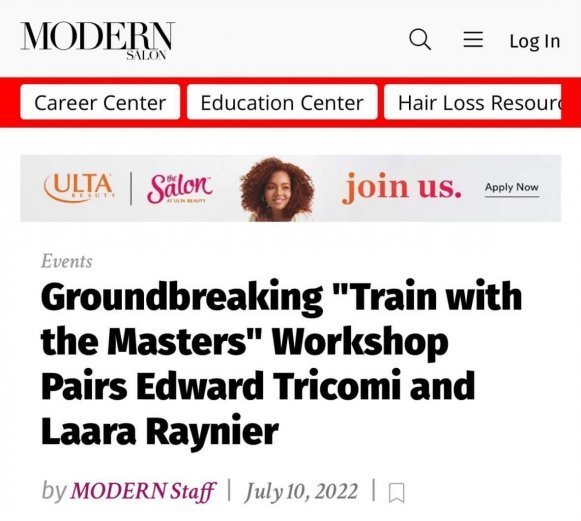 MODERN
SALON
Log In
Career Center
Education Center
Hair Loss Resourc
ULTA
BEAUTY
the
Salon
AT ULTA BEAUTY
join us.
Apply Now
Events
Groundbreaking "Train with
the Masters" Workshop
Pairs Edward Tricomi and
Laara Raynier
by MODERN Staff | July 10, 2022 |